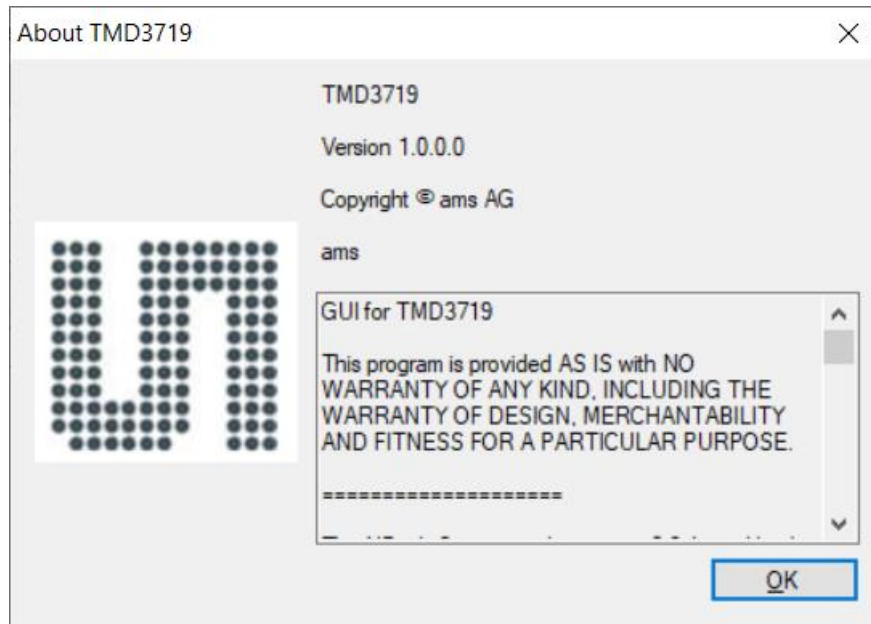 About TMD3719
TMD3719
Version 1.0.0.0
Copyright © ams AG
ams
GUI for TMD3719
This program is provided AS IS with NO
WARRANTY OF ANY KIND, INCLUDING THE
WARRANTY OF DESIGN, MERCHANTABILITY
AND FITNESS FOR A PARTICULAR PURPOSE.
=====================
OK